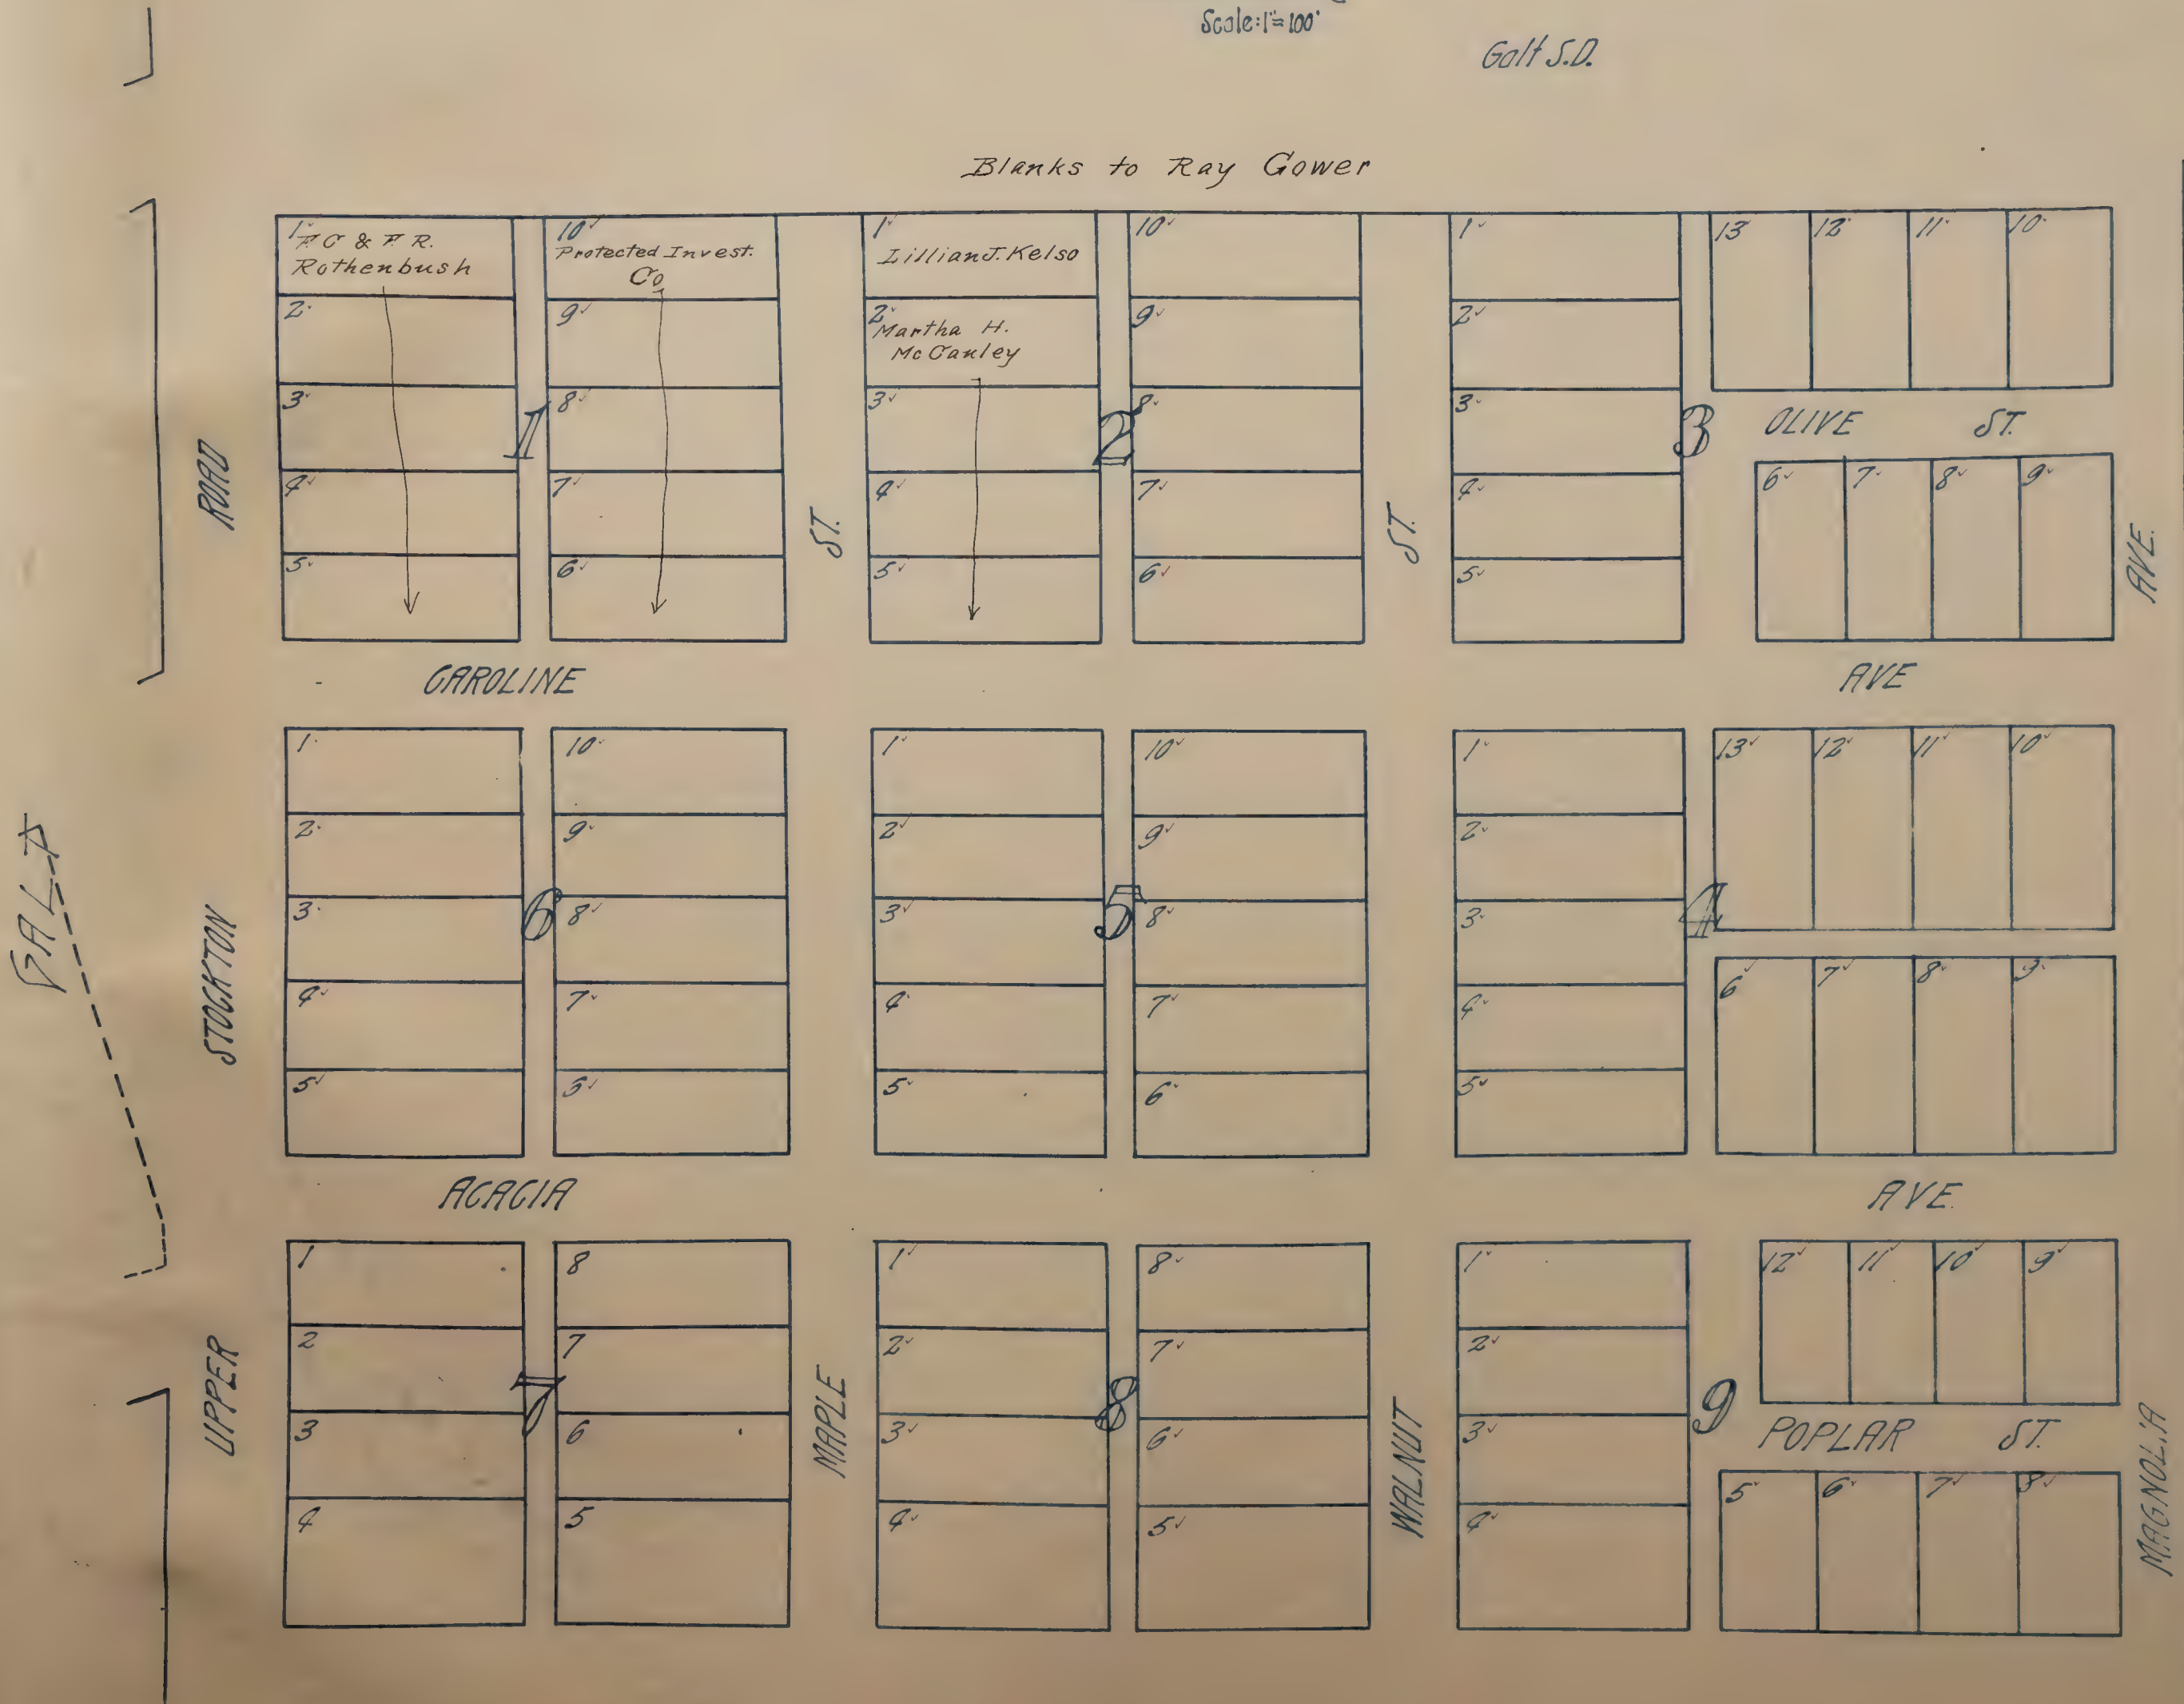 Scale: 1"=100'
Galt S.D.
Blanks to Ray Gower
1 F C & F R.
Rothenbush
2
3
4
5
1
10 Protected Invest.
Co
9
8
7
6
1
Lillian J. Kelso
2
Martha H.
McCanley
3
4
5
2
10
9
8
7
6
1
2
3
4
5
3
13 12 11 10
OLIVE ST.
6 7 8 9
ROAD
ST.
ST.
AVE.
CAROLINE AVE
1
2
3
4
5
6
10
9
8
7
5
1
2
3
4
5
5
10
9
8
7
6
1
2
3
4
5
4
13 12 11 10
6 7 8 9
GALT
STOCKTON
ACACIA AVE.
1
2
3
4
7
8
7
6
5
1
2
3
4
8
8
7
6
5
1
2
3
4
9
12 11 10 9
POPLAR ST.
5 6 7 8
UPPER
MAPLE
WALNUT
MAGNOLIA